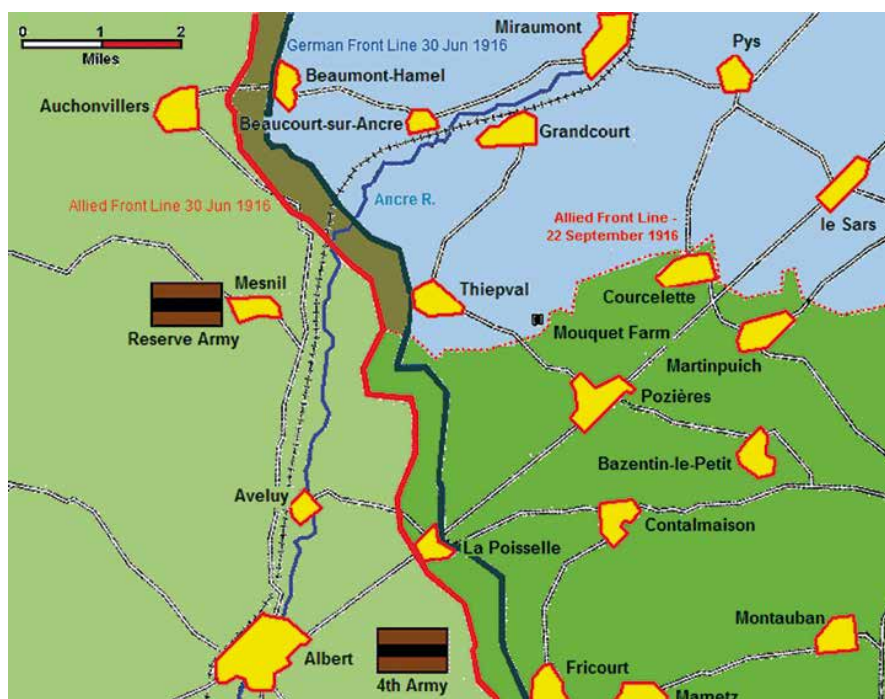 0 1 2
Miles
German Front Line 30 Jun 1916
Miraumont
Pys
Beaumont-Hamel
Auchonvillers
Beaucourt-sur-Ancre
Grandcourt
Allied Front Line 30 Jun 1916
Ancre R.
Allied Front Line -
22 September 1916
le Sars
Mesnil
Thiepval
Courcelette
Reserve Army
Mouquet Farm
Martinpuich
Pozières
Bazentin-le-Petit
Aveluy
Contalmaison
La Poisselle
Montauban
Albert
4th Army
Fricourt
Mametz